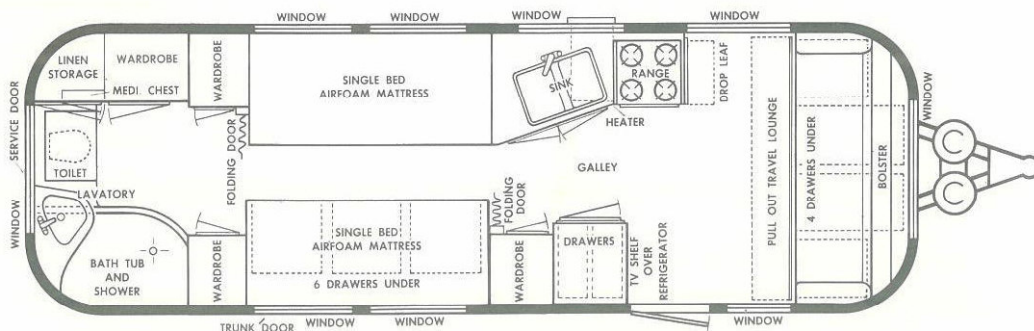 WINDOW
WINDOW
WINDOW
WINDOW
LINEN
STORAGE
WARDROBE
MEDI. CHEST
WARDROBE
SINGLE BED
AIRFOAM MATTRESS
SINK
RANGE
DROP LEAF
HEATER
SERVICE DOOR
TOILET
LAVATORY
WINDOW
FOLDING DOOR
GALLEY
FOLDING
DOOR
PULL OUT TRAVEL LOUNGE
4 DRAWERS UNDER
BOLSTER
WINDOW
BATH TUB
AND
SHOWER
WARDROBE
SINGLE BED
AIRFOAM MATTRESS
6 DRAWERS UNDER
WARDROBE
DRAWERS
TV SHELF
OVER
REFRIGERATOR
TRUNK DOOR
WINDOW
WINDOW
WINDOW